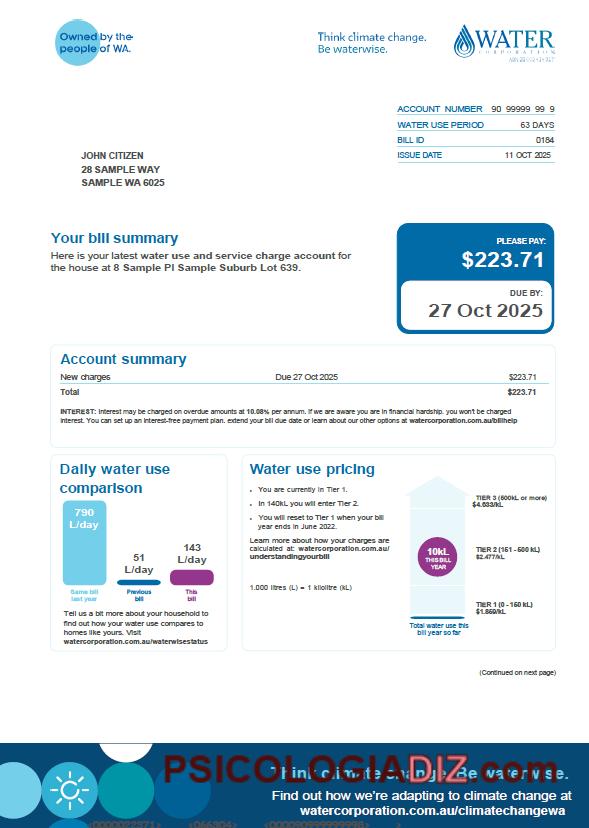 Owned by the
people of WA.
Think climate change.
Be waterwise.
WATER
CORPORATION
ACCOUNT NUMBER 90 99999 99 9
WATER USE PERIOD 63 DAYS
BILL ID 0184
ISSUE DATE 11 OCT 2025
JOHN CITIZEN
28 SAMPLE WAY
SAMPLE WA 6025
Your bill summary
Here is your latest water use and service charge account for
the house at 8 Sample Pl Sample Suburb Lot 639.
PLEASE PAY:
$223.71
DUE BY:
27 Oct 2025
Account summary
New charges Due 27 Oct 2025 $223.71
Total $223.71
INTEREST: Interest may be charged on overdue amounts at 10.08% per annum. If we are aware you are in financial hardship, you won't be charged
interest. You can set up an interest-free payment plan, extend your bill due date or learn about our other options at watercorporation.com.au/billhelp
Daily water use
comparison
790
L/day
51
L/day
143
L/day
Same bill
last year
Previous
bill
This
bill
Tell us a bit more about your household to
find out how your water use compares to
homes like yours. Visit
watercorporation.com.au/waterwisestatus
Water use pricing
• You are currently in Tier 1.
• In 140kL you will enter Tier 2.
• You will reset to Tier 1 when your bill
year ends in June 2022.
Learn more about how your charges are
calculated at: watercorporation.com.au/
understandingyourbill
1.000 litres (L) = 1 kilolitre (kL)
TIER 3 (500kL or more)
$4.633/kL
10kL
THIS BILL
YEAR
TIER 2 (151 - 500 kL)
$2.477/kL
TIER 1 (0 - 150 kL)
$1.859/kL
Total water use this
bill year so far
(Continued on next page)
PSICOLOGIADIZ.com
Think climate change. Be waterwise.
Find out how we're adapting to climate change at
watercorporation.com.au/climatechangewa